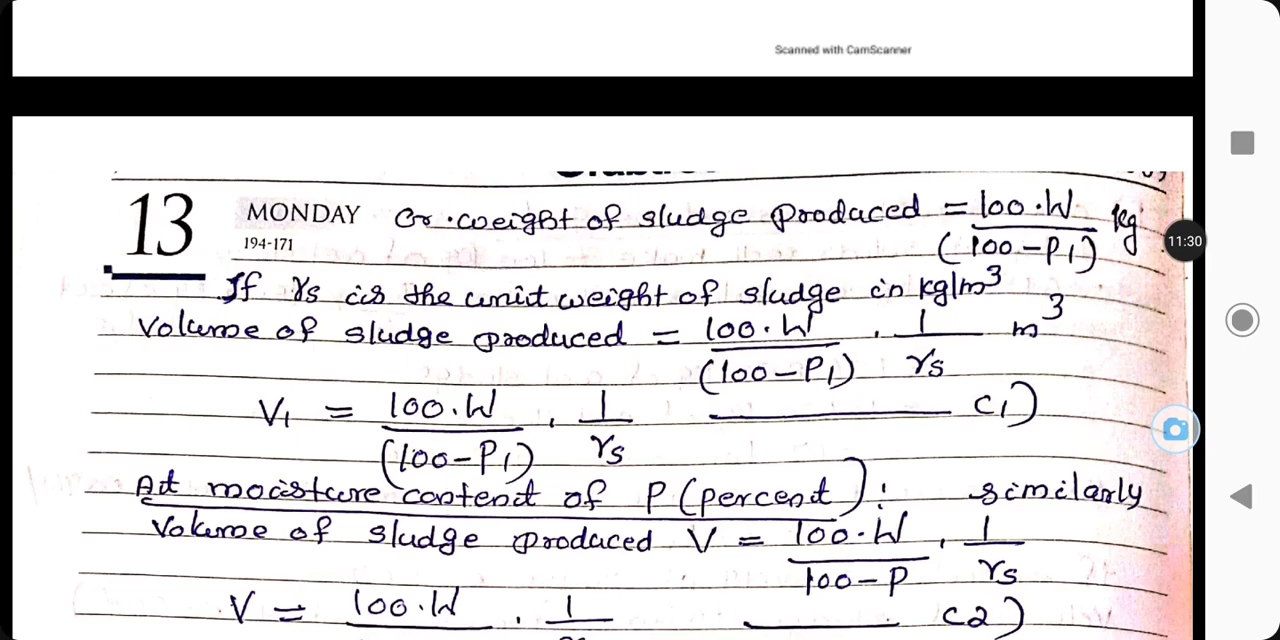 Scanned with CamScanner
13 MONDAY Or. weight of sludge produced = 100.W / (100-P1) kg
194-171
11:30
If γs is the unit weight of sludge in kg/m³
Volume of sludge produced = 100.W / (100-P1) . 1/γs m³
V1 = 100.W / (100-P1) . 1/γs (1)
At moisture content of P (percent): similarly
Volume of sludge produced V = 100.W / 100-P . 1/γs
V = 100.W . 1 (2)